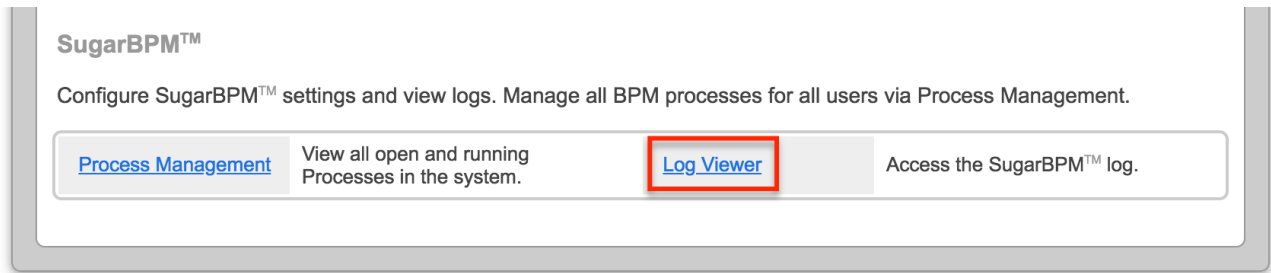 SugarBPM™
Configure SugarBPM™ settings and view logs. Manage all BPM processes for all users via Process Management.
Process Management
View all open and running
Processes in the system.
Log Viewer
Access the SugarBPM™ log.